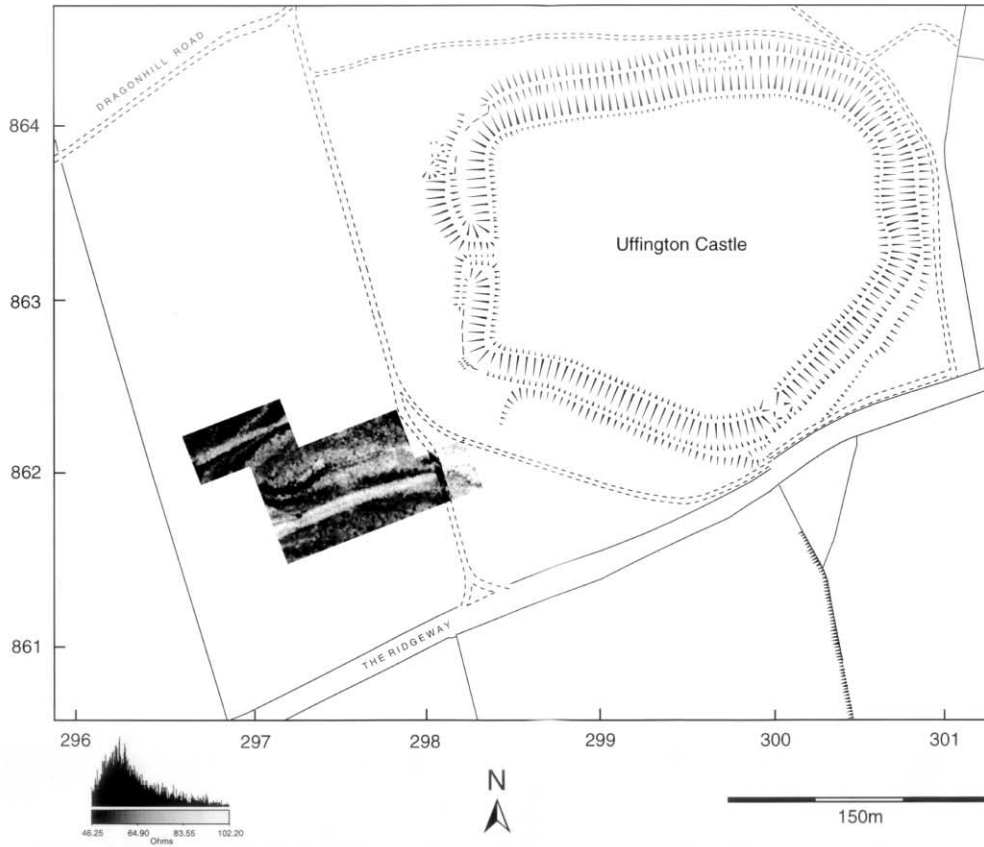 DRAGONHILL ROAD
864
Uffington Castle
863
862
861
THE RIDGEWAY
296 297 298 299 300 301
N
46.25 64.90 83.55 102.20
Ohms
150m